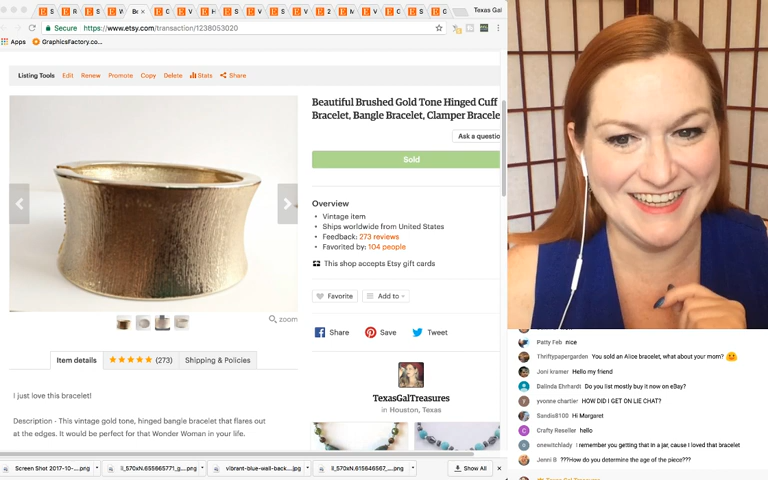 Texas Gal
Secure https://www.etsy.com/transaction/1238053020
Apps GraphicsFactory.co...
Listing Tools Edit Renew Promote Copy Delete Stats Share
Beautiful Brushed Gold Tone Hinged Cuff
Bracelet, Bangle Bracelet, Clamper Bracele
Ask a questio
Sold
Overview
• Vintage item
• Ships worldwide from United States
• Feedback: 273 reviews
• Favorited by: 104 people
This shop accepts Etsy gift cards
Favorite Add to
zoom
Share Save Tweet
Item details (273) Shipping & Policies
TexasGalTreasures
in Houston, Texas
I just love this bracelet!
Description - This vintage gold tone, hinged bangle bracelet that flares out
at the edges. It would be perfect for that Wonder Woman in your life.
Screen Shot 2017-10-....png il_570xN.655665771_g....png vibrant-blue-wall-back....jpg il_570xN.615646567_....png Show All
Patty Feb nice
Thriftypapergarden You sold an Alice bracelet, what about your mom?
Joni kramer Hello my friend
Dalinda Ehrhardt Do you list mostly buy it now on eBay?
yvonne chartier HOW DID I GET ON LIE CHAT?
Sandis8100 Hi Margaret
Crafty Reseller hello
onewitchlady I remember you getting that in a jar, cause I loved that bracelet
Jenni B ???How do you determine the age of the piece???